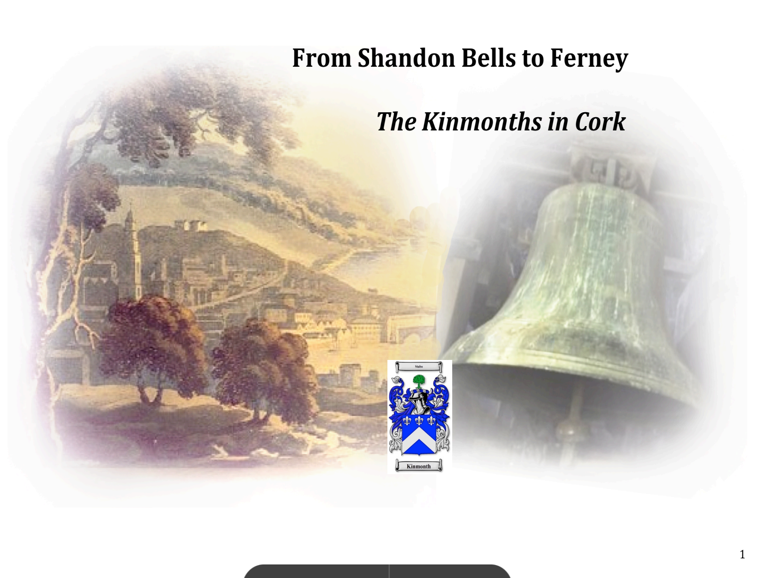 From Shandon Bells to Ferney
The Kinmonths in Cork
Kinmonth
1